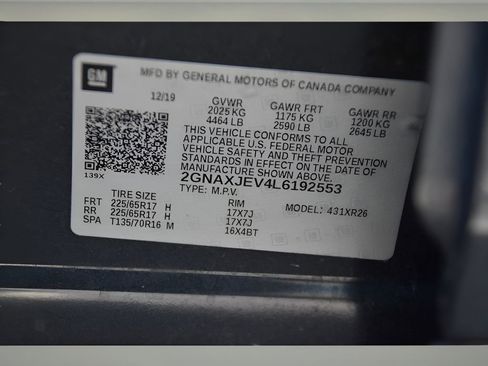 GM
MFD BY GENERAL MOTORS OF CANADA COMPANY
12/19 GVWR GAWR FRT GAWR RR
2025 KG 1175 KG 1200 KG
4464 LB 2590 LB 2645 LB
THIS VEHICLE CONFORMS TO ALL
APPLICABLE U.S. FEDERAL MOTOR
VEHICLE SAFETY AND THEFT PREVENTION
STANDARDS IN EFFECT ON THE DATE OF
MANUFACTURE SHOWN ABOVE.
139X 2GNAXJEV4L6192553
TYPE: M.P.V.
TIRE SIZE RIM MODEL: 431XR26
FRT 225/65R17 H 17X7J
RR 225/65R17 H 17X7J
SPA T135/70R16 M 16X4BT